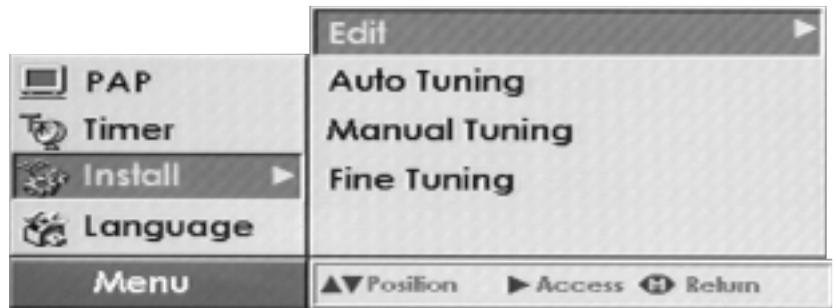 PAP
Timer
Install
Language
Menu
Edit
Auto Tuning
Manual Tuning
Fine Tuning
▲▼Position ▶Access M Return